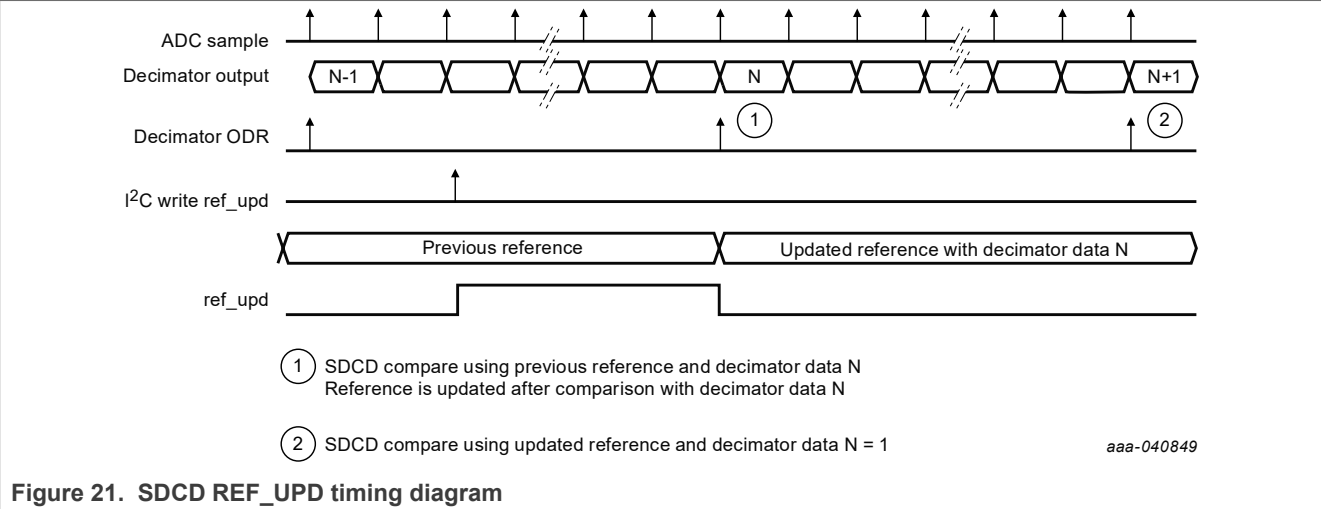 ADC sample
Decimator output N-1 N N+1
1 2
Decimator ODR
I2C write ref_upd
Previous reference Updated reference with decimator data N
ref_upd
1 SDCD compare using previous reference and decimator data N
Reference is updated after comparison with decimator data N
2 SDCD compare using updated reference and decimator data N = 1 aaa-040849
Figure 21. SDCD REF_UPD timing diagram